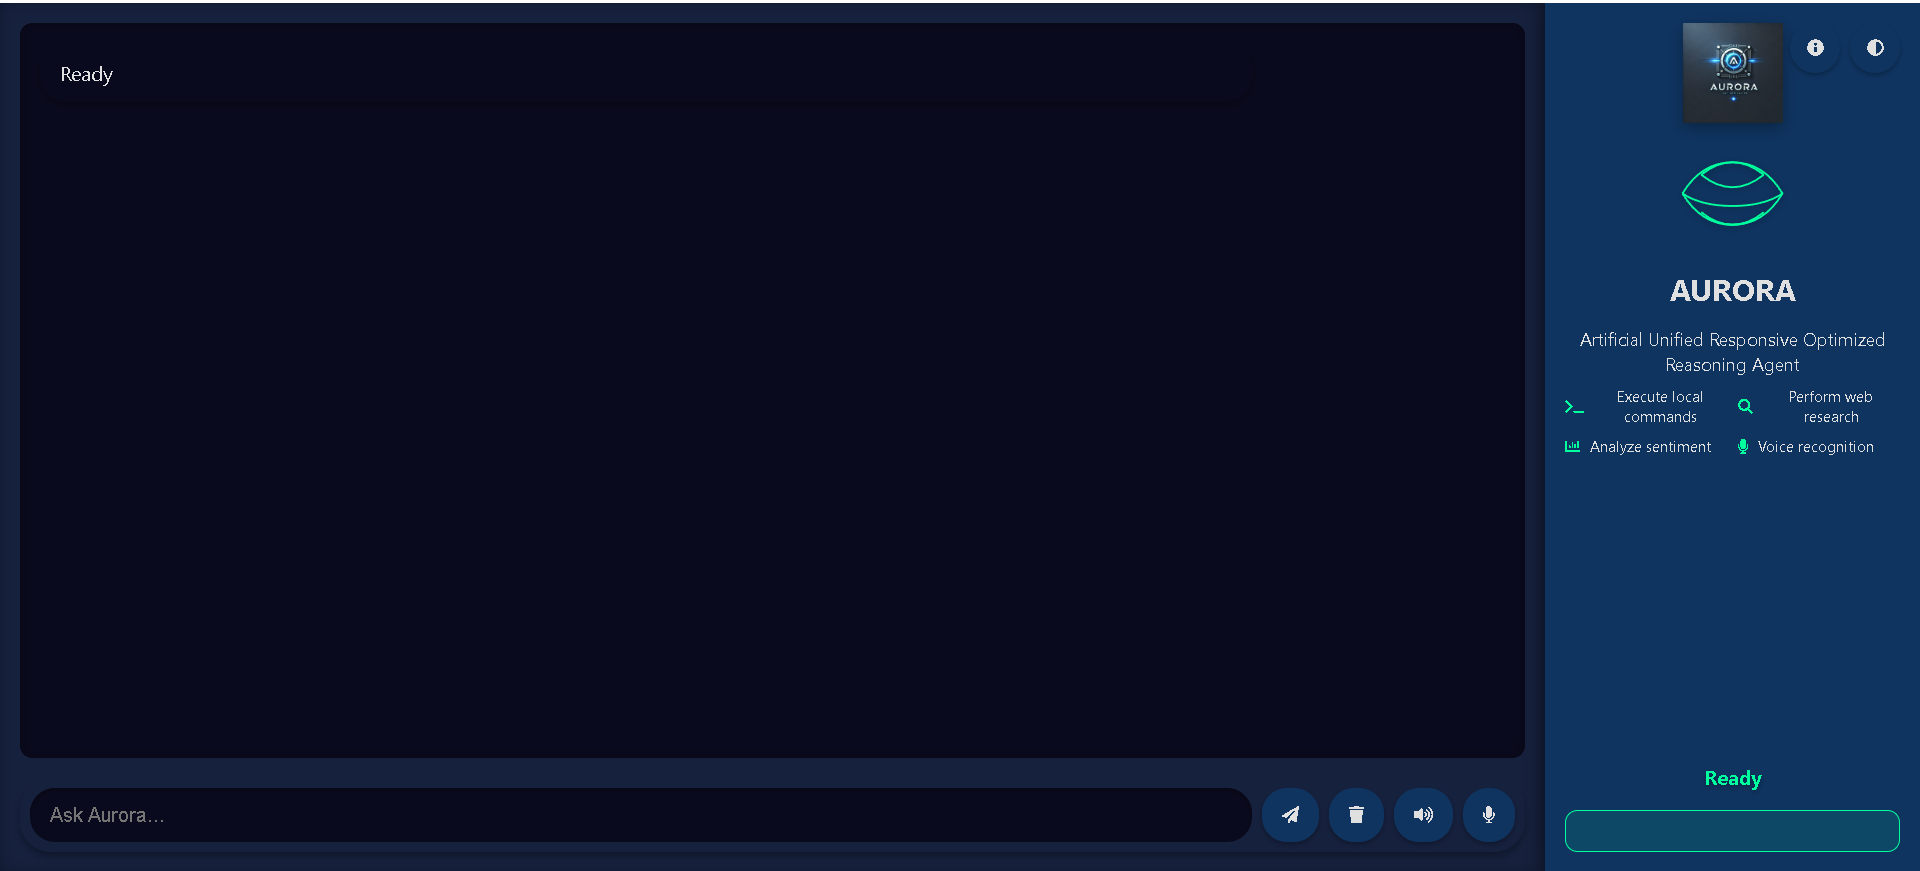 Ready
Ask Aurora...
AURORA
AURORA
Artificial Unified Responsive Optimized
Reasoning Agent
Execute local
commands
Perform web
research
Analyze sentiment
Voice recognition
Ready